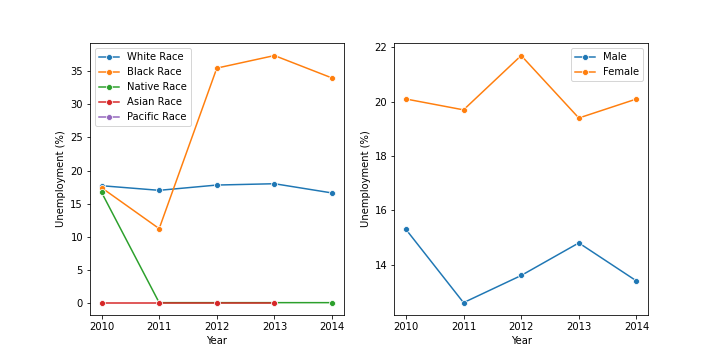 White Race
Black Race
Native Race
Asian Race
Pacific Race
35
30
25
20
15
10
5
0
Unemployment (%)
2010 2011 2012 2013 2014
Year
Male
Female
22
20
18
16
14
Unemployment (%)
2010 2011 2012 2013 2014
Year